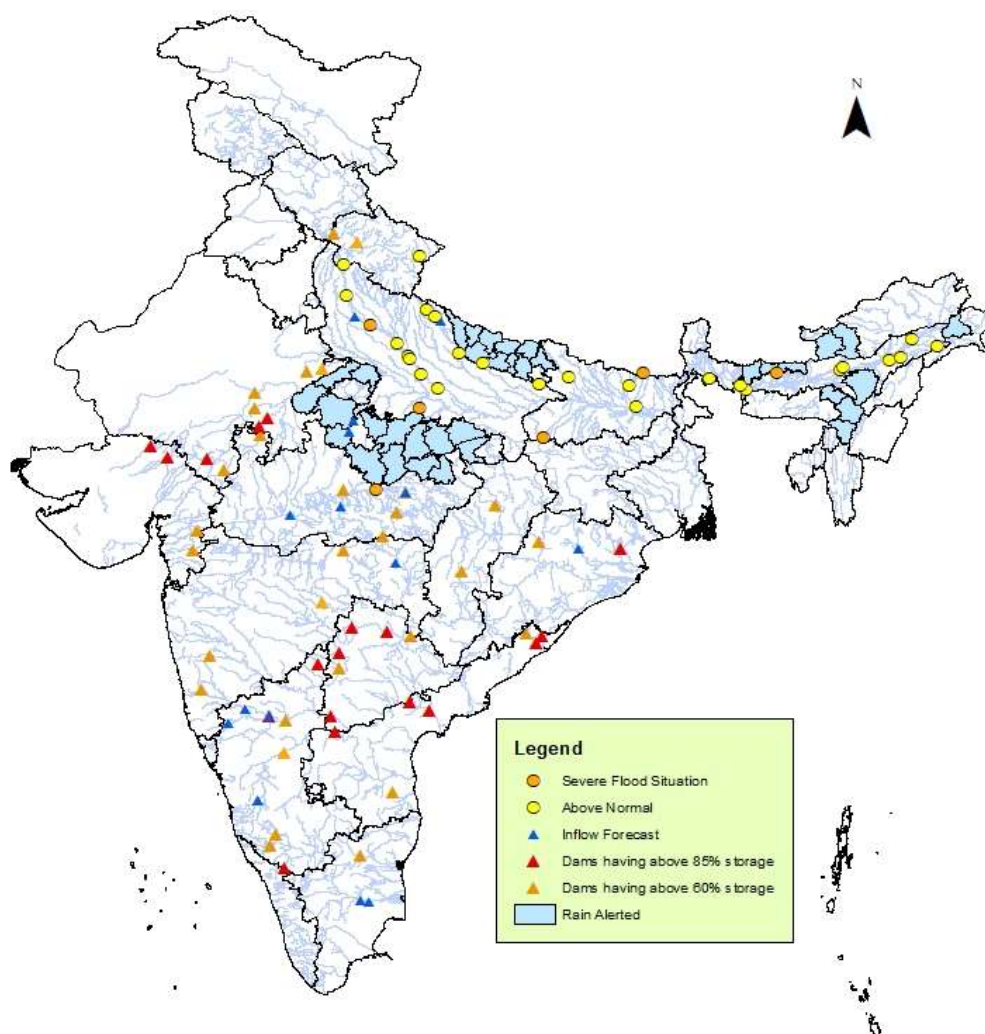 N
Legend
Severe Flood Situation
Above Normal
Inflow Forecast
Dams having above 85% storage
Dams having above 60% storage
Rain Alerted